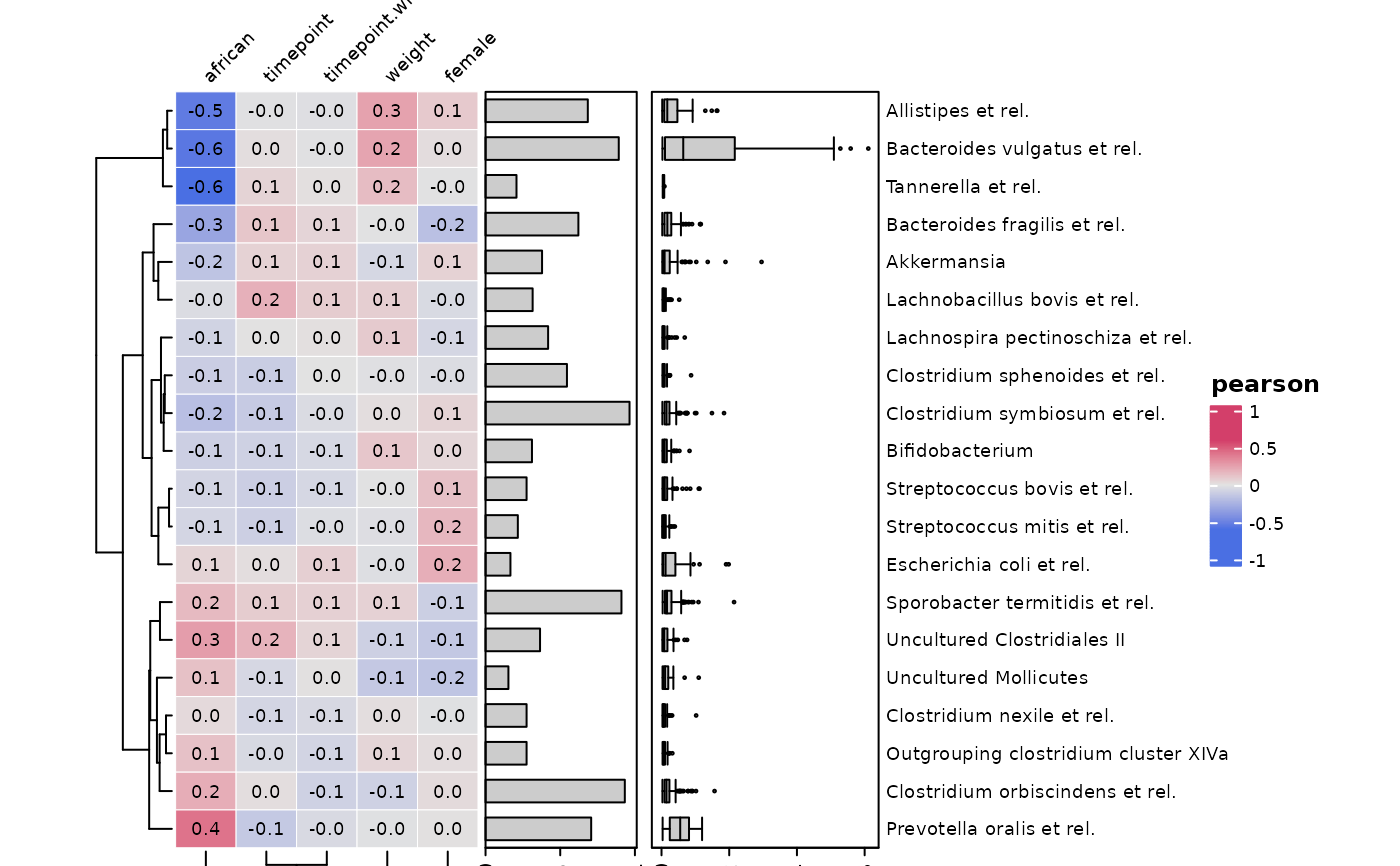 african timepoint weight female
-0.5 -0.0 -0.0 0.3 0.1 Allistipes et rel.
-0.6 0.0 -0.0 0.2 0.0 Bacteroides vulgatus et rel.
-0.6 0.1 0.0 0.2 -0.0 Tannerella et rel.
-0.3 0.1 0.1 -0.0 -0.2 Bacteroides fragilis et rel.
-0.2 0.1 0.1 -0.1 0.1 Akkermansia
-0.0 0.2 0.1 0.1 -0.0 Lachnobacillus bovis et rel.
-0.1 0.0 0.0 0.1 -0.1 Lachnospira pectinoschiza et rel.
-0.1 -0.1 0.0 -0.0 -0.0 Clostridium sphenoides et rel.
-0.2 -0.1 -0.0 0.0 0.1 Clostridium symbiosum et rel.
-0.1 -0.1 -0.1 0.1 0.0 Bifidobacterium
-0.1 -0.1 -0.1 -0.0 0.1 Streptococcus bovis et rel.
-0.1 -0.1 -0.0 -0.0 0.2 Streptococcus mitis et rel.
0.1 0.0 0.1 -0.0 0.2 Escherichia coli et rel.
0.2 0.1 0.1 0.1 -0.1 Sporobacter termitidis et rel.
0.3 0.2 0.1 -0.1 -0.1 Uncultured Clostridiales II
0.1 -0.1 0.0 -0.1 -0.2 Uncultured Mollicutes
0.0 -0.1 -0.1 0.0 -0.0 Clostridium nexile et rel.
0.1 -0.0 -0.1 0.1 0.0 Outgrouping clostridium cluster XIVa
0.2 0.0 -0.1 -0.1 0.0 Clostridium orbiscindens et rel.
0.4 -0.1 -0.0 -0.0 0.0 Prevotella oralis et rel.
pearson
1
0.5
0
-0.5
-1